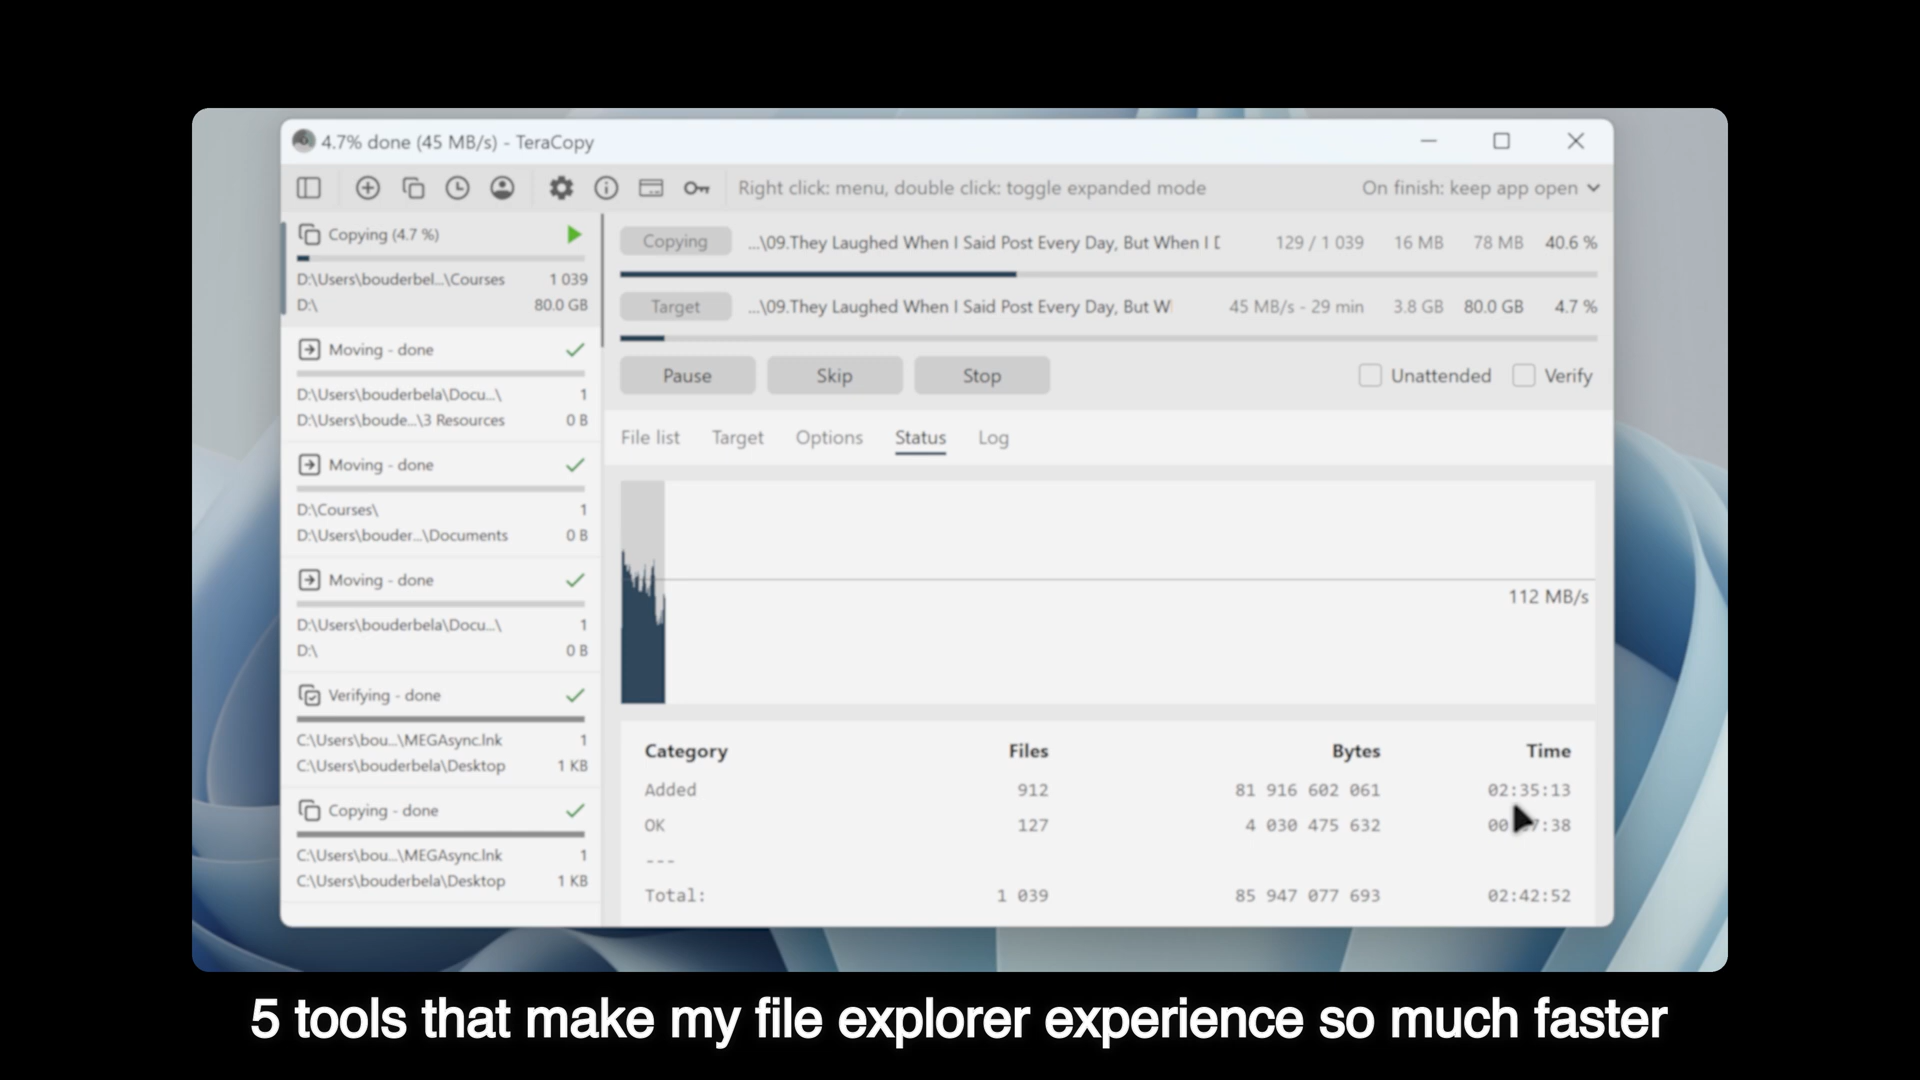 4.7% done (45 MB/s) - TeraCopy
Right click: menu, double click: toggle expanded mode
On finish: keep app open
Copying (4.7 %)
D:\Users\bouderbel...\Courses 1 039
D:\ 80.0 GB
Moving - done
D:\Users\bouderbela\Docu...\ 1
D:\Users\boude...\3 Resources 0 B
Moving - done
D:\Courses\ 1
D:\Users\bouder...\Documents 0 B
Moving - done
D:\Users\bouderbela\Docu...\ 1
D:\ 0 B
Verifying - done
C:\Users\bou...\MEGAsync.lnk 1
C:\Users\bouderbela\Desktop 1 KB
Copying - done
C:\Users\bou...\MEGAsync.lnk 1
C:\Users\bouderbela\Desktop 1 KB
Copying ...\09.They Laughed When I Said Post Every Day, But When I 129 / 1 039 16 MB 78 MB 40.6 %
Target ...\09.They Laughed When I Said Post Every Day, But W 45 MB/s - 29 min 3.8 GB 80.0 GB 4.7 %
Pause Skip Stop Unattended Verify
File list Target Options Status Log
112 MB/s
Category Files Bytes Time
Added 912 81 916 602 061 02:35:13
OK 127 4 030 475 632
---
Total: 1 039 85 947 077 693 02:42:52
5 tools that make my file explorer experience so much faster